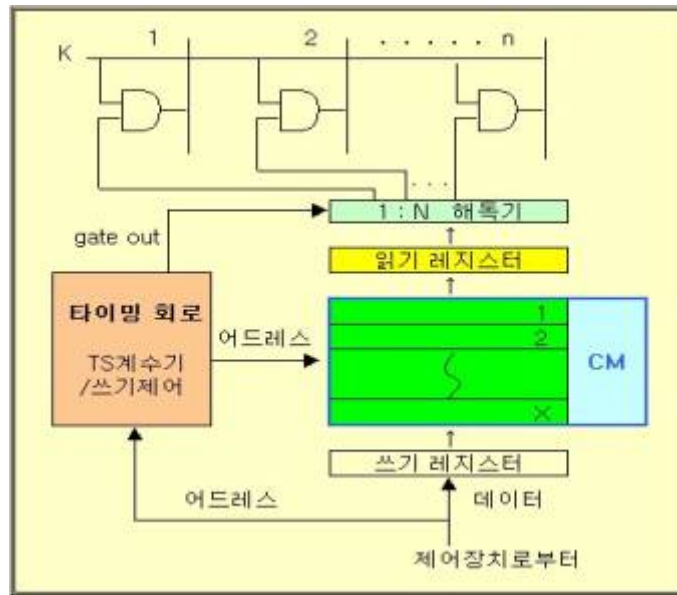 1 2 . . . . . n
K
. . .
1 : N 해독기
gate out
읽기 레지스터
타이밍 회로
어드레스
1
2
TS계수기
/쓰기제어
CM
X
쓰기 레지스터
어드레스
데이터
제어장치로부터